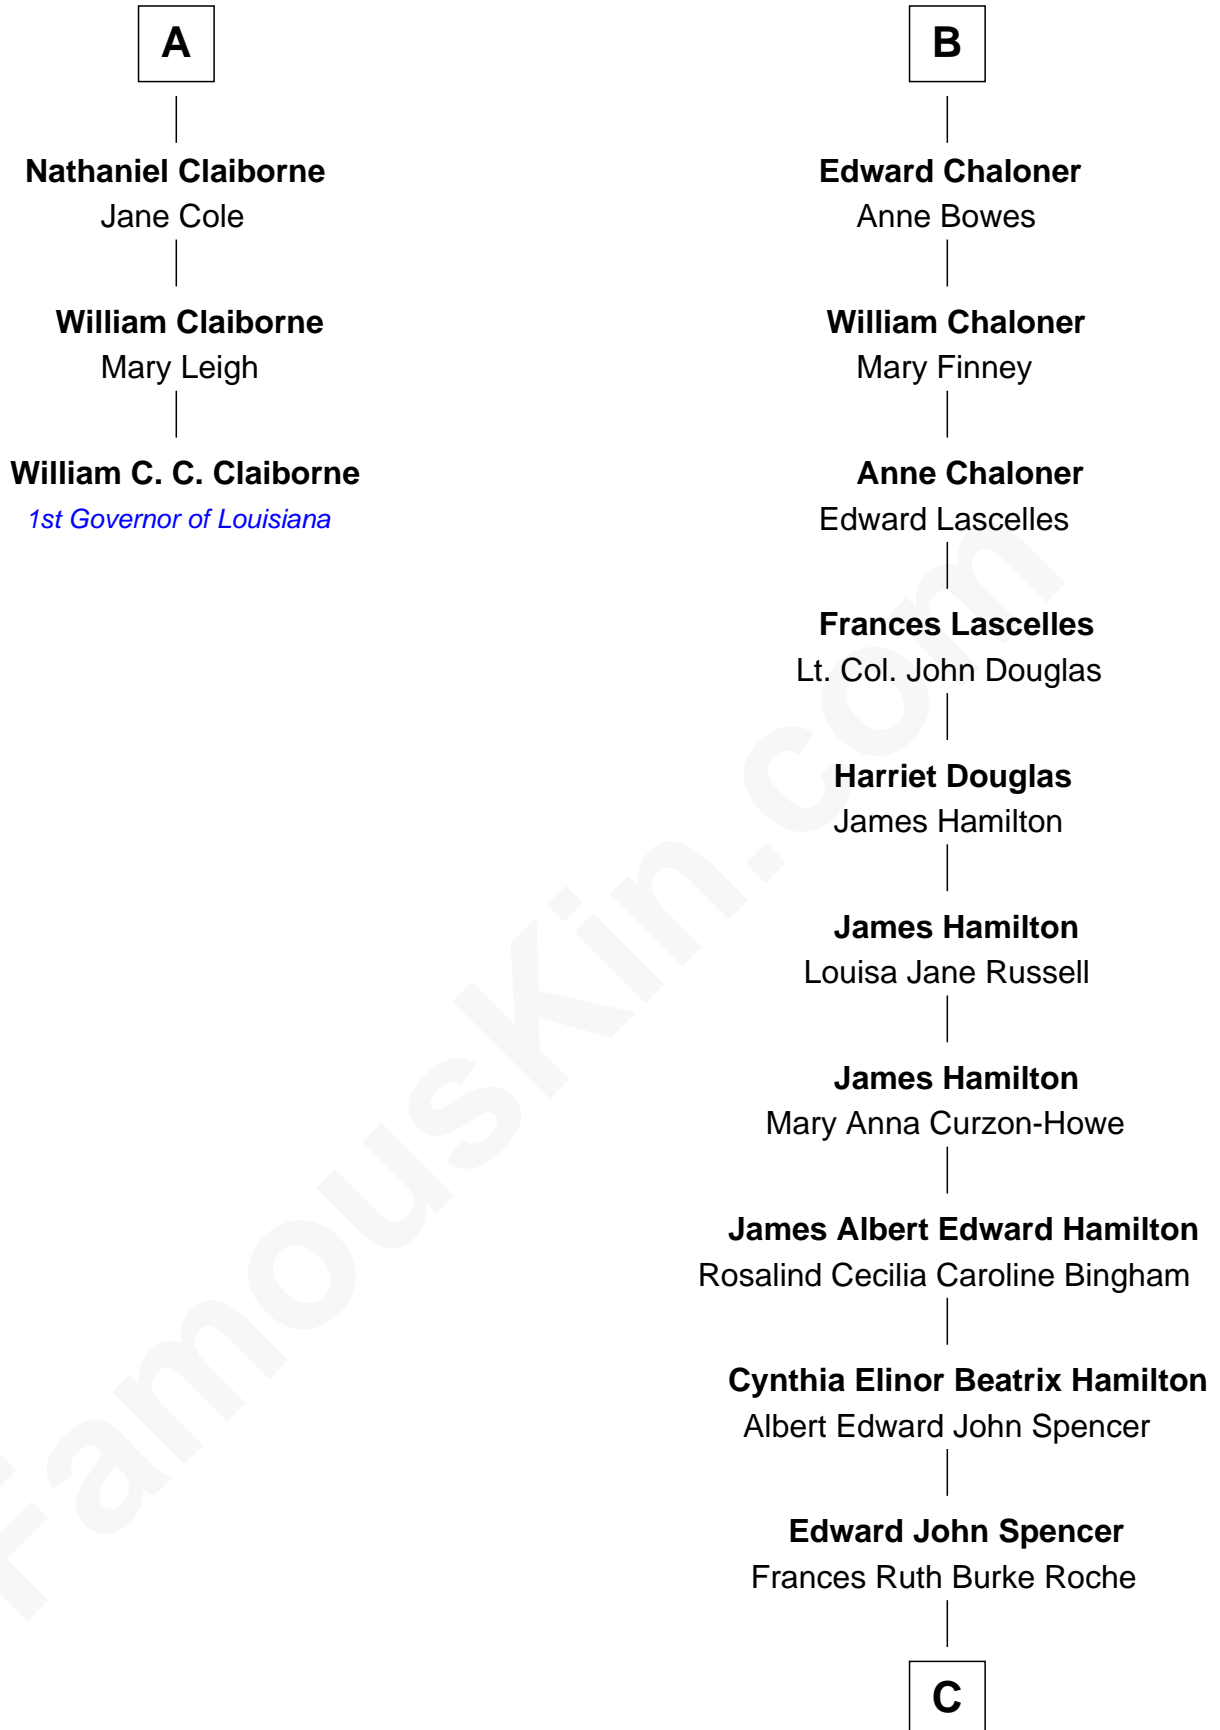 A
Nathaniel Claiborne
Jane Cole
William Claiborne
Mary Leigh
William C. C. Claiborne
1st Governor of Louisiana
B
Edward Chaloner
Anne Bowes
William Chaloner
Mary Finney
Anne Chaloner
Edward Lascelles
Frances Lascelles
Lt. Col. John Douglas
Harriet Douglas
James Hamilton
James Hamilton
Louisa Jane Russell
James Hamilton
Mary Anna Curzon-Howe
James Albert Edward Hamilton
Rosalind Cecilia Caroline Bingham
Cynthia Elinor Beatrix Hamilton
Albert Edward John Spencer
Edward John Spencer
Frances Ruth Burke Roche
C
FamousKin.com